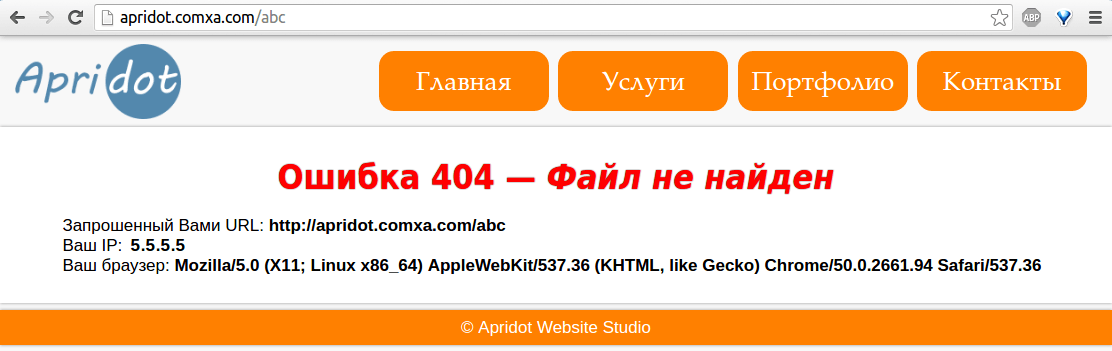 apridot.comxa.com/abc
ABP
Apridot
Главная Услуги Портфолио Контакты
Ошибка 404 — Файл не найден
Запрошенный Вами URL: http://apridot.comxa.com/abc
Ваш IP: 5.5.5.5
Ваш браузер: Mozilla/5.0 (X11; Linux x86_64) AppleWebKit/537.36 (KHTML, like Gecko) Chrome/50.0.2661.94 Safari/537.36
© Apridot Website Studio